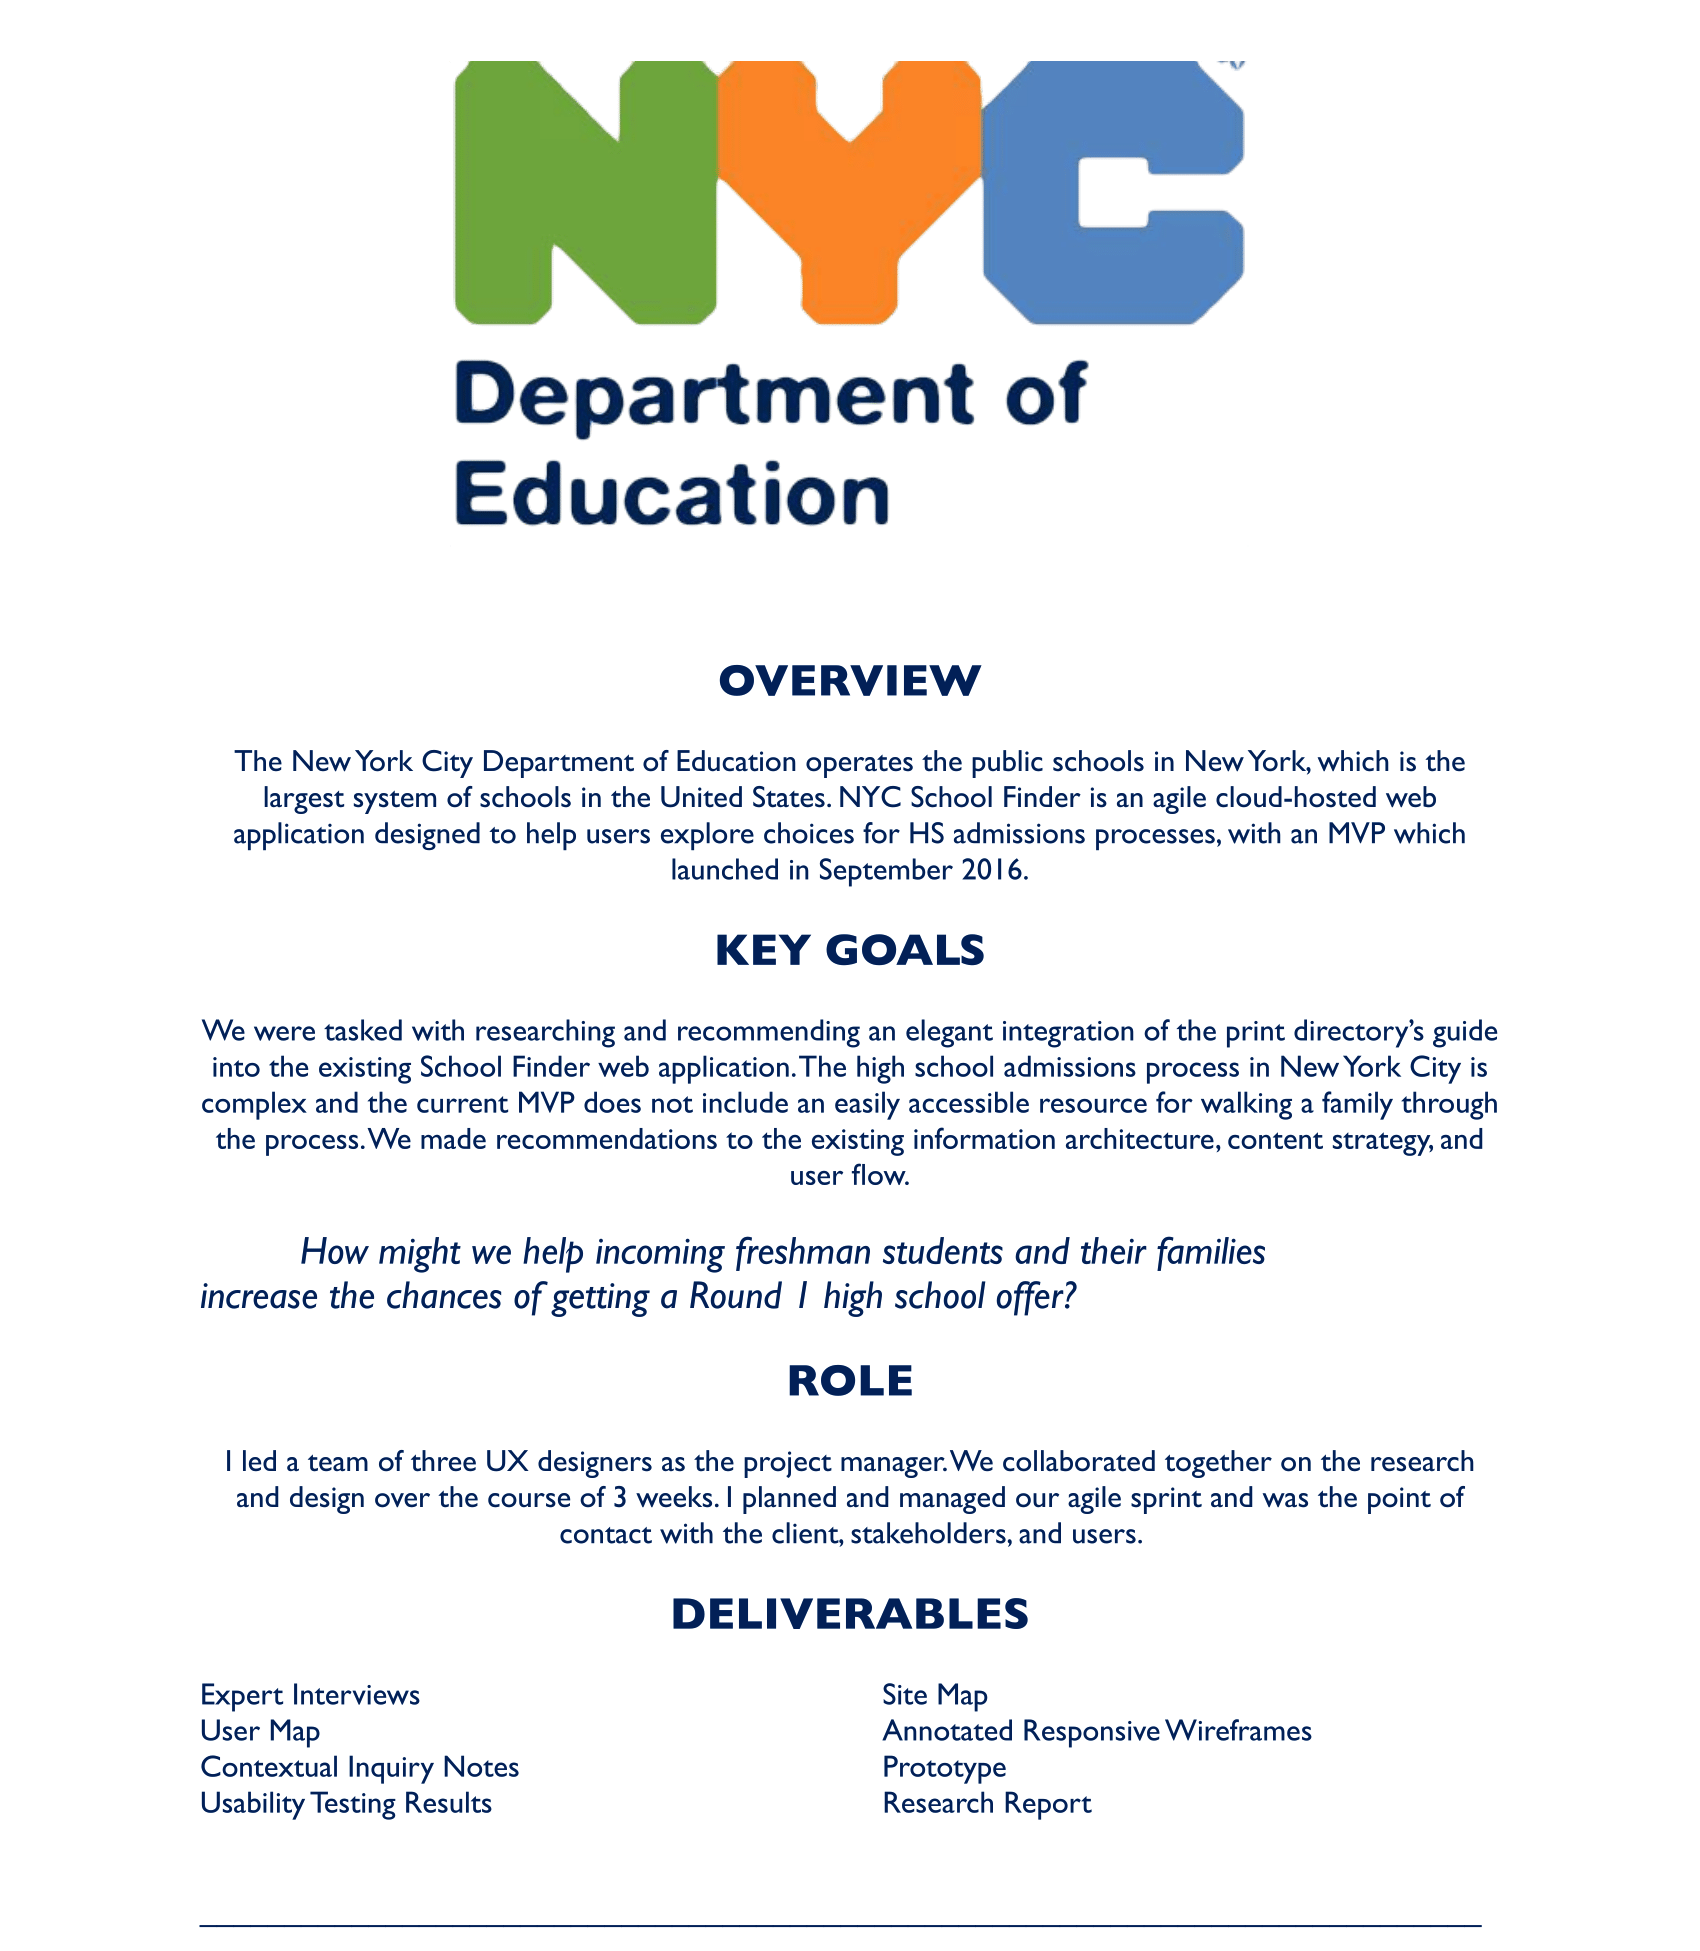 NYC
Department of
Education
OVERVIEW
The New York City Department of Education operates the public schools in New York, which is the
largest system of schools in the United States. NYC School Finder is an agile cloud-hosted web
application designed to help users explore choices for HS admissions processes, with an MVP which
launched in September 2016.
KEY GOALS
We were tasked with researching and recommending an elegant integration of the print directory’s guide
into the existing School Finder web application. The high school admissions process in New York City is
complex and the current MVP does not include an easily accessible resource for walking a family through
the process. We made recommendations to the existing information architecture, content strategy, and
user flow.
How might we help incoming freshman students and their families
increase the chances of getting a Round 1 high school offer?
ROLE
I led a team of three UX designers as the project manager. We collaborated together on the research
and design over the course of 3 weeks. I planned and managed our agile sprint and was the point of
contact with the client, stakeholders, and users.
DELIVERABLES
Expert Interviews
User Map
Contextual Inquiry Notes
Usability Testing Results
Site Map
Annotated Responsive Wireframes
Prototype
Research Report